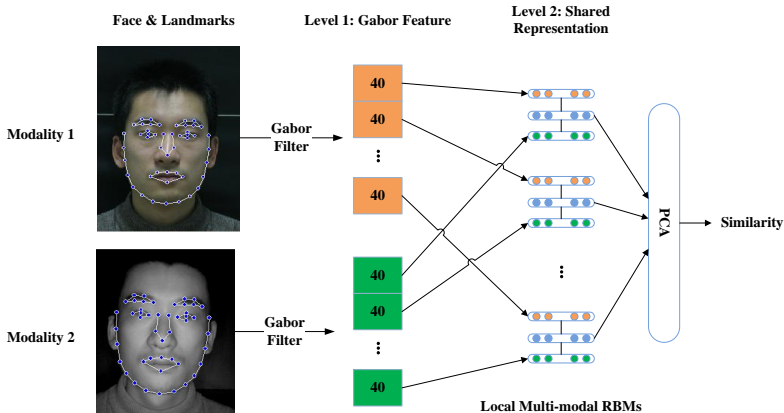 Face & Landmarks
Level 1: Gabor Feature
Level 2: Shared
Representation
Modality 1
Gabor
Filter
40
40
...
40
Modality 2
Gabor
Filter
40
40
...
40
...
PCA
Similarity
Local Multi-modal RBMs